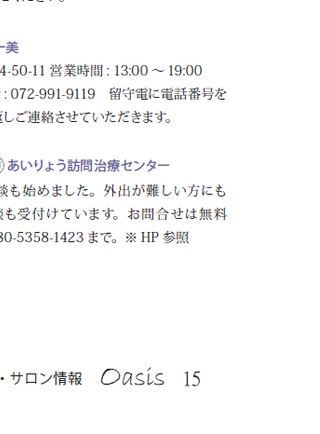 一美
4-50-11 営業時間 : 13:00 〜 19:00
: 072-991-9119　留守電に電話番号を
返しご連絡させていただきます。
あいりょう訪問治療センター
談も始めました。外出が難しい方にも
談も受付けています。お問合せは無料
80-5358-1423 まで。※ HP 参照
・サロン情報　Oasis　15